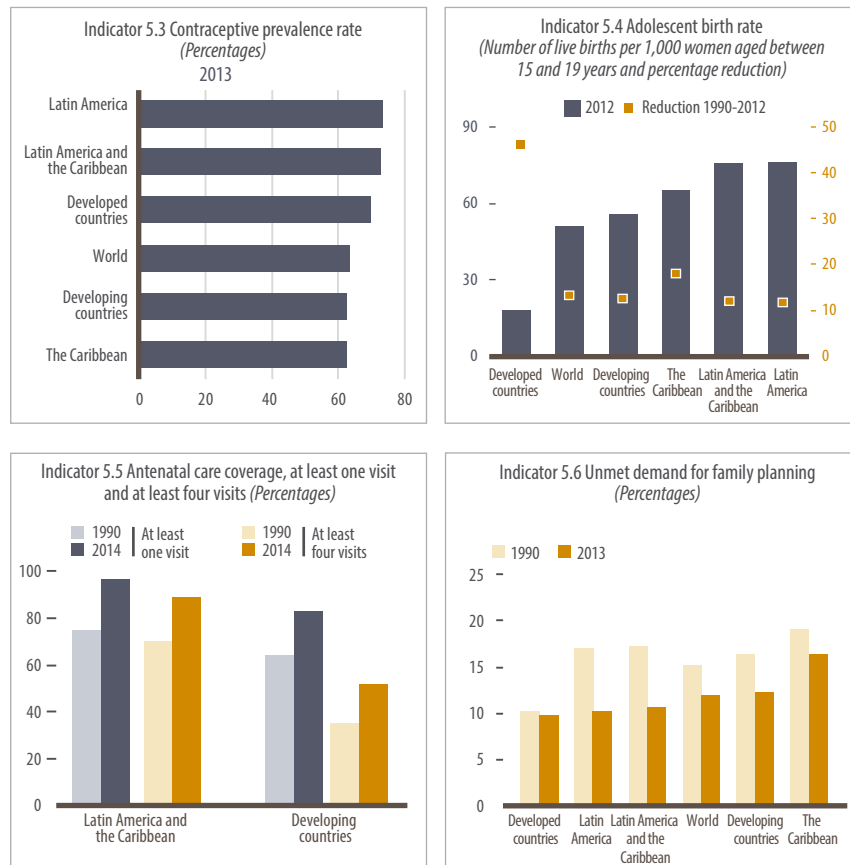 Indicator 5.3 Contraceptive prevalence rate
(Percentages)
2013
Latin America
Latin America and
the Caribbean
Developed
countries
World
Developing
countries
The Caribbean
0 20 40 60 80
Indicator 5.4 Adolescent birth rate
(Number of live births per 1,000 women aged between
15 and 19 years and percentage reduction)
2012 Reduction 1990-2012
90
60
30
0
50
40
30
20
10
0
Developed
countries
World
Developing
countries
The
Caribbean
Latin America
and the
Caribbean
Latin
America
Indicator 5.5 Antenatal care coverage, at least one visit
and at least four visits (Percentages)
1990
2014
At least
one visit
1990
2014
At least
four visits
100
80
60
40
20
0
Latin America and
the Caribbean
Developing
countries
Indicator 5.6 Unmet demand for family planning
(Percentages)
1990 2013
25
20
15
10
5
0
Developed
countries
Latin
America
Latin America
and the
Caribbean
World
Developing
countries
The
Caribbean